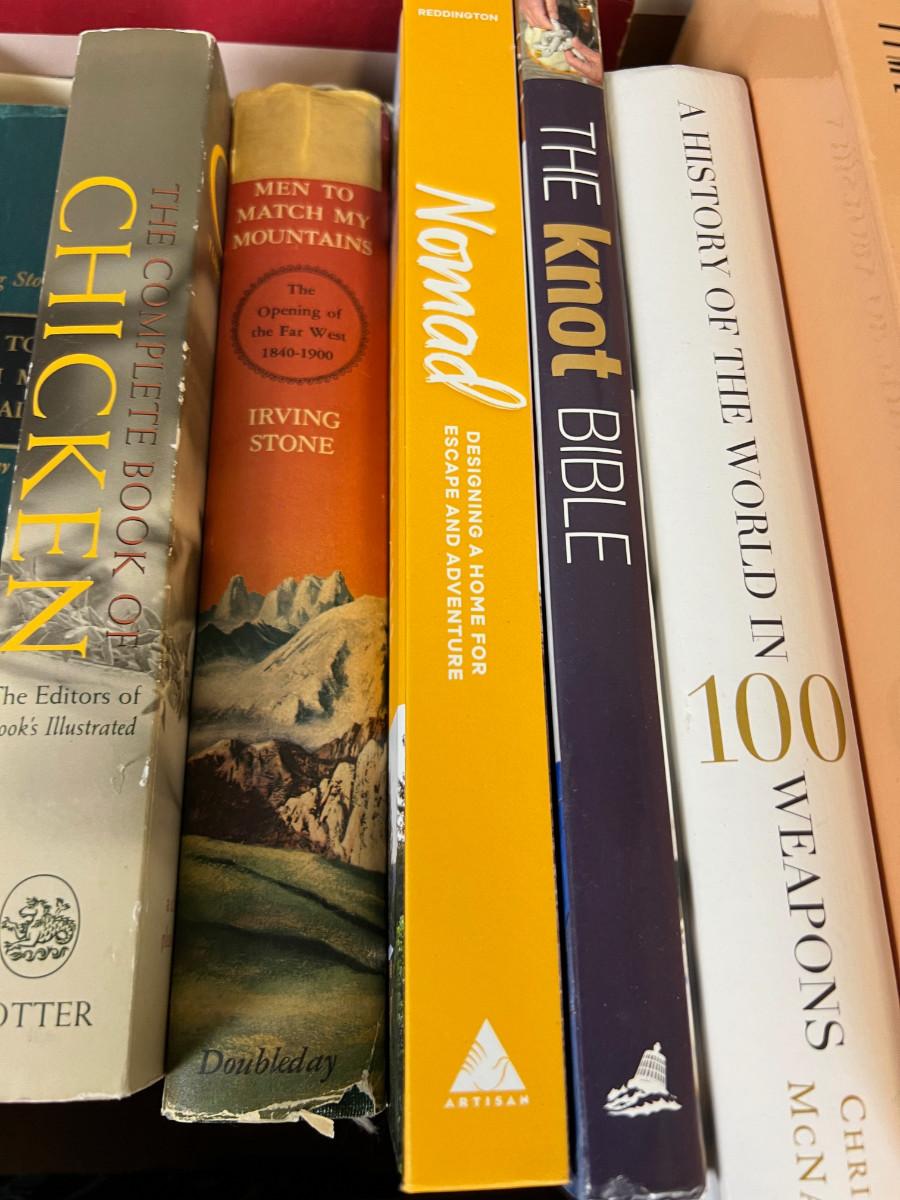 THE COMPLETE BOOK OF
CHICKEN
The Editors of
ook's Illustrated
OTTER
MEN TO
MATCH MY
MOUNTAINS
The
Opening of
the Far West
1840-1900
IRVING
STONE
Doubleday
REDDINGTON
Nomad
DESIGNING A HOME FOR
ESCAPE AND ADVENTURE
ARTISAN
THE knot BIBLE
A HISTORY OF THE WORLD IN
100
WEAPONS
CHRI
MCNA